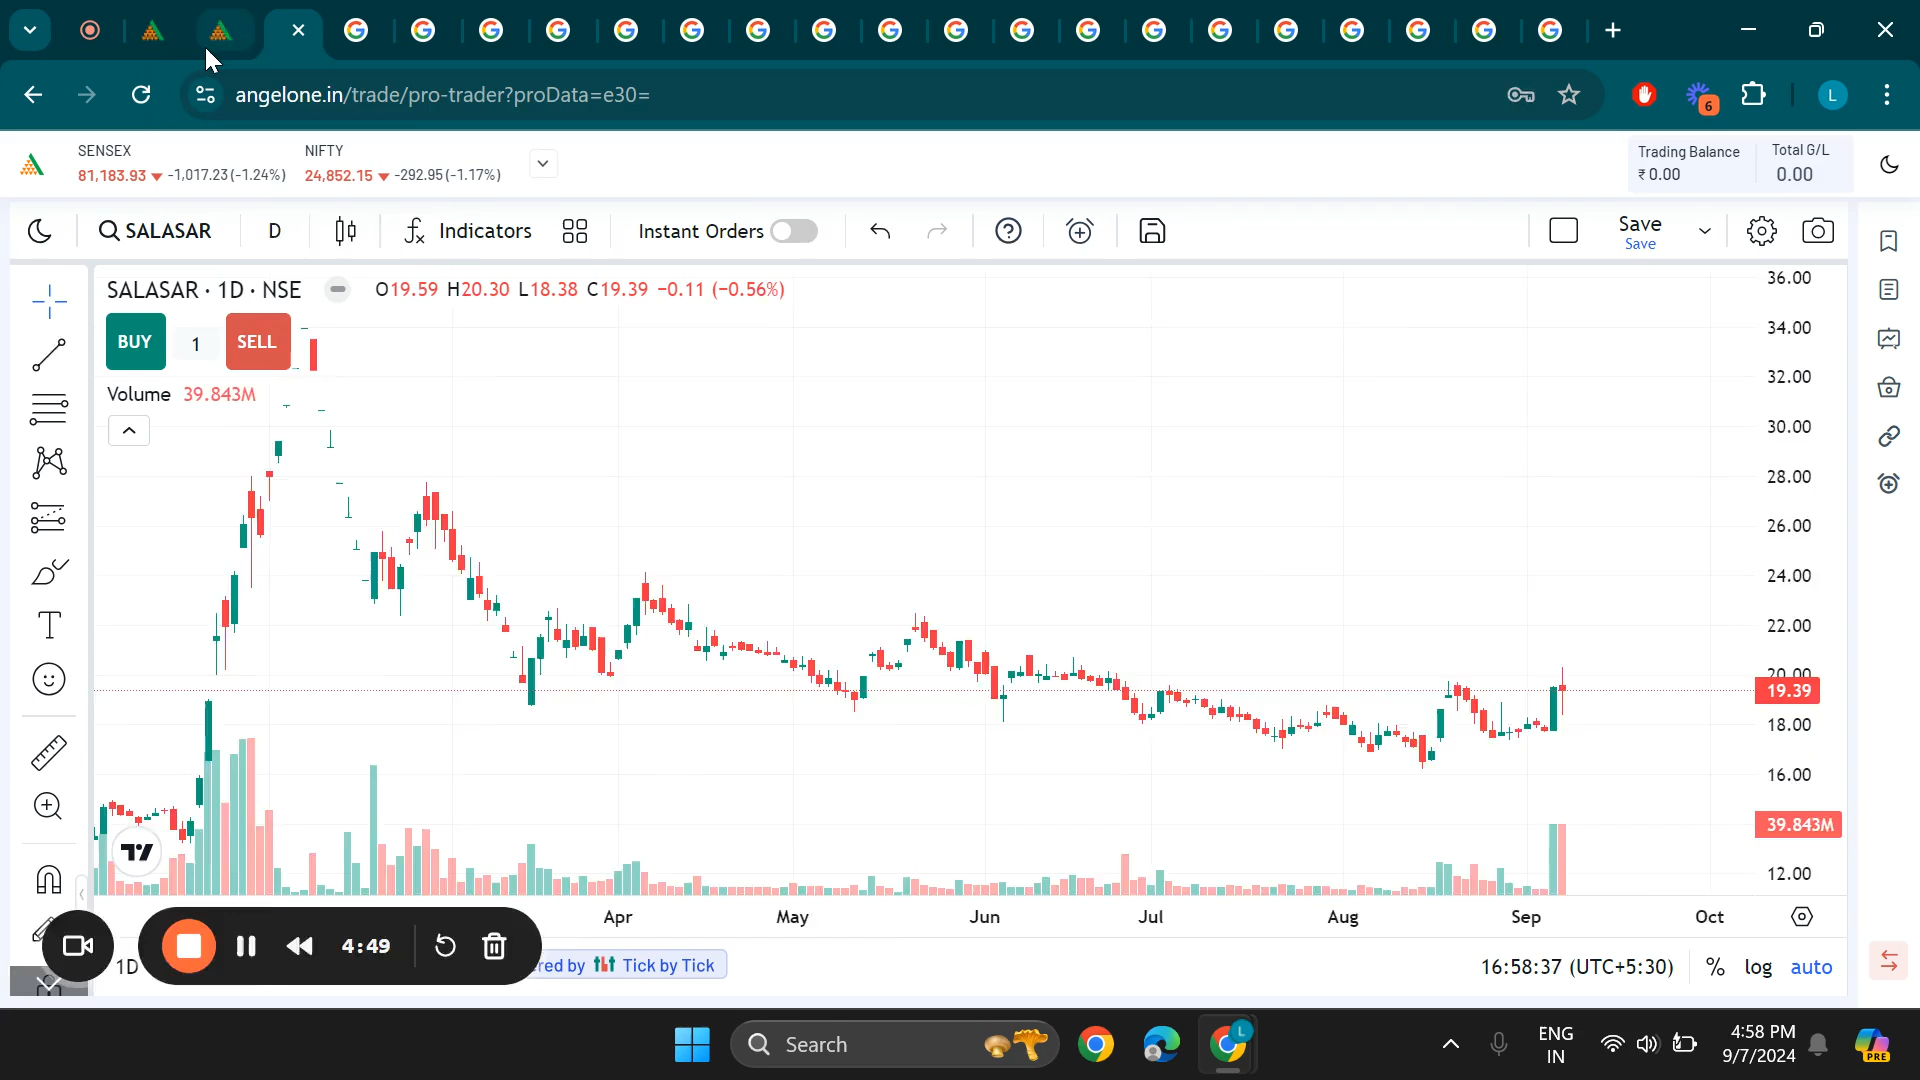 angelone.in/trade/pro-trader?proData=e30=
6
L
SENSEX
81,183.93 ▼ -1,017.23 (-1.24%)
NIFTY
24,852.15 ▼ -292.95 (-1.17%)
Trading Balance
₹ 0.00
Total G/L
0.00
SALASAR
D
Indicators
Instant Orders
Save
Save
SALASAR · 1D · NSE
O19.59 H20.30 L18.38 C19.39 −0.11 (−0.56%)
BUY
1
SELL
Volume 39.843M
36.00
34.00
32.00
30.00
28.00
26.00
24.00
22.00
20.00
19.39
18.00
16.00
39.843M
12.00
Apr
May
Jun
Jul
Aug
Sep
Oct
4:49
1D
red by Tick by Tick
16:58:37 (UTC+5:30)
%
log
auto
Search
L
ENG
IN
4:58 PM
9/7/2024
PRE